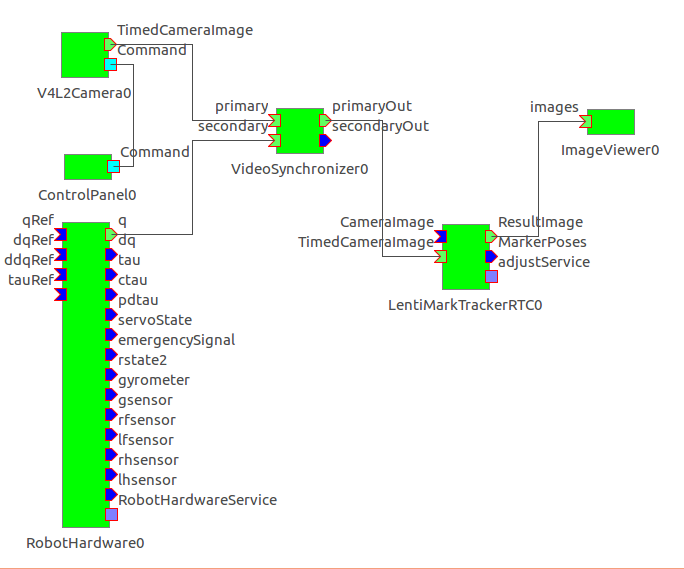 TimedCameraImage
Command
V4L2Camera0
Command
ControlPanel0
primary
secondary
primaryOut
secondaryOut
VideoSynchronizer0
images
ImageViewer0
CameraImage
TimedCameraImage
ResultImage
MarkerPoses
adjustService
LentiMarkTrackerRTC0
qRef
dqRef
ddqRef
tauRef
q
dq
tau
ctau
pdtau
servoState
emergencySignal
rstate2
gyrometer
gsensor
rfsensor
lfsensor
rhsensor
lhsensor
RobotHardwareService
RobotHardware0